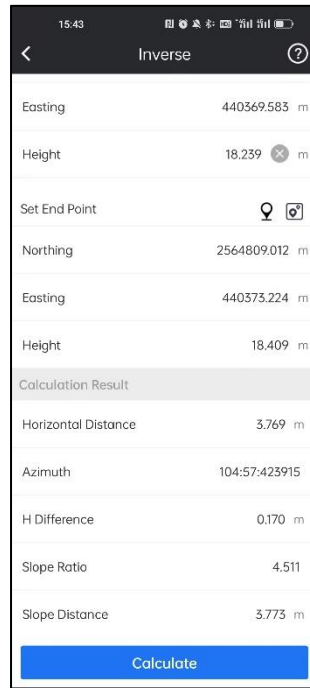 15:43
Inverse
Easting 440369.583 m
Height 18.239 m
Set End Point
Northing 2564809.012 m
Easting 440373.224 m
Height 18.409 m
Calculation Result
Horizontal Distance 3.769 m
Azimuth 104:57:423915
H Difference 0.170 m
Slope Ratio 4.511
Slope Distance 3.773 m
Calculate